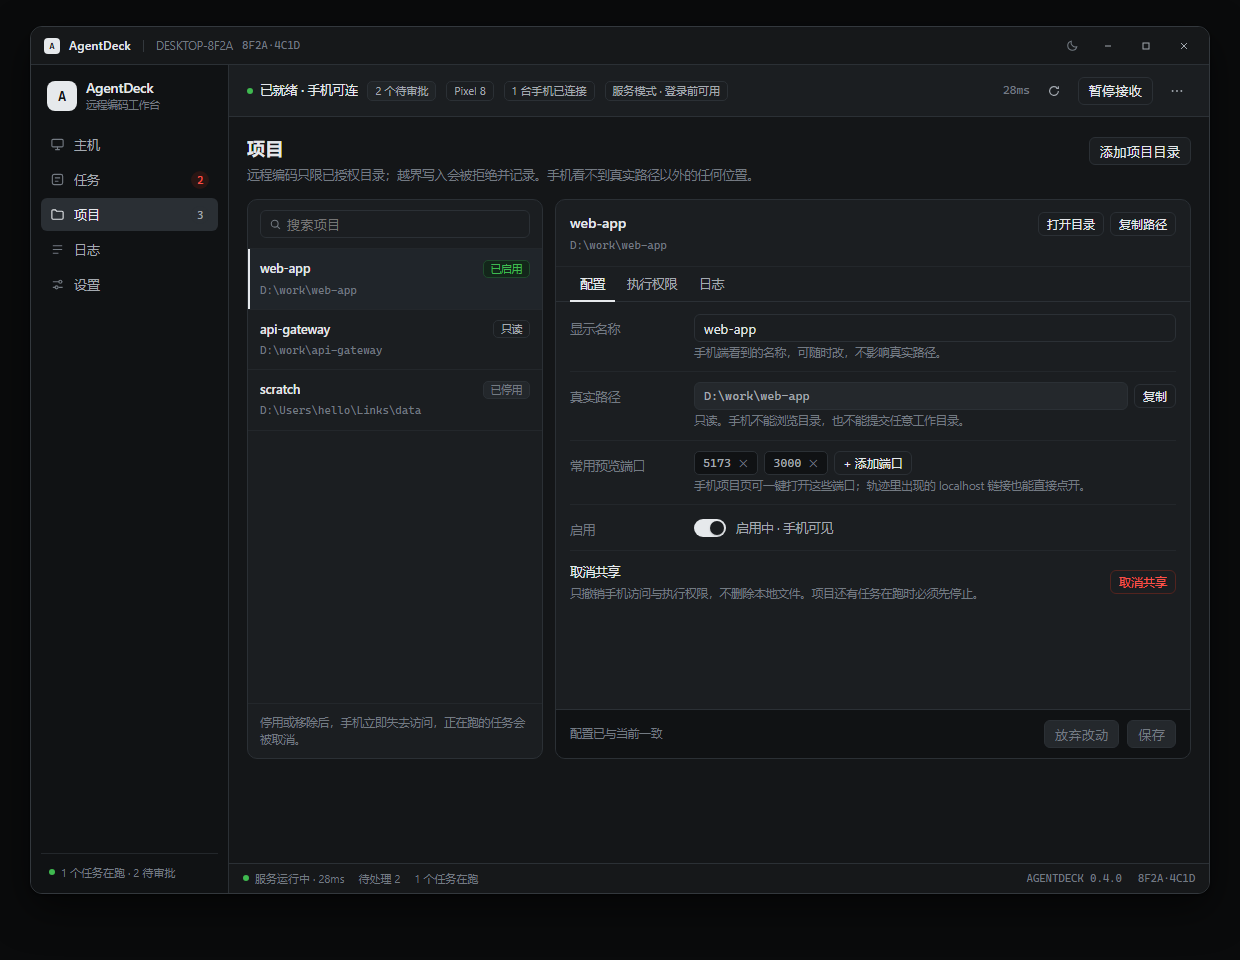 A AgentDeck DESKTOP-8F2A 8F2A·4C1D
A AgentDeck
远程编码工作台
主机
任务 2
项目 3
日志
设置
1 个任务在跑 · 2 待审批
已就绪 · 手机可连 2 个待审批 Pixel 8 1 台手机已连接 服务模式 · 登录前可用 28ms 暂停接收 ···
项目
远程编码只限已授权目录；越界写入会被拒绝并记录。手机看不到真实路径以外的任何位置。
添加项目目录
搜索项目
web-app 已启用
D:\work\web-app
api-gateway 只读
D:\work\api-gateway
scratch 已停用
D:\Users\hello\Links\data
停用或移除后，手机立即失去访问，正在跑的任务会
被取消。
web-app 打开目录 复制路径
D:\work\web-app
配置 执行权限 日志
显示名称 web-app
手机端看到的名称，可随时改，不影响真实路径。
真实路径 D:\work\web-app 复制
只读。手机不能浏览目录，也不能提交任意工作目录。
常用预览端口 5173 × 3000 × + 添加端口
手机项目页可一键打开这些端口；轨迹里出现的 localhost 链接也能直接点开。
启用 启用中 · 手机可见
取消共享
只撤销手机访问与执行权限，不删除本地文件。项目还有任务在跑时必须先停止。
取消共享
配置已与当前一致 放弃改动 保存
服务运行中 · 28ms 待处理 2 1 个任务在跑 AGENTDECK 0.4.0 8F2A·4C1D